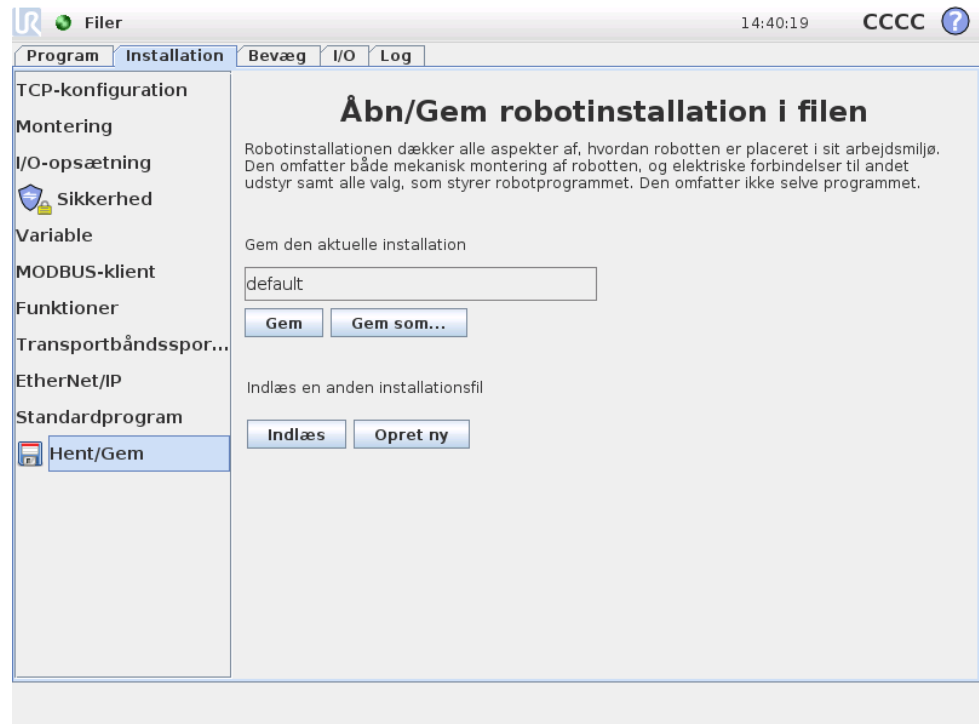 UR Filer 14:40:19 CCCC ?
Program Installation Bevæg I/O Log
TCP-konfiguration
Montering
I/O-opsætning
Sikkerhed
Variable
MODBUS-klient
Funktioner
Transportbåndsspor...
EtherNet/IP
Standardprogram
Hent/Gem
Åbn/Gem robotinstallation i filen
Robotinstallationen dækker alle aspekter af, hvordan robotten er placeret i sit arbejdsmiljø.
Den omfatter både mekanisk montering af robotten, og elektriske forbindelser til andet
udstyr samt alle valg, som styrer robotprogrammet. Den omfatter ikke selve programmet.
Gem den aktuelle installation
default
Gem Gem som...
Indlæs en anden installationsfil
Indlæs Opret ny